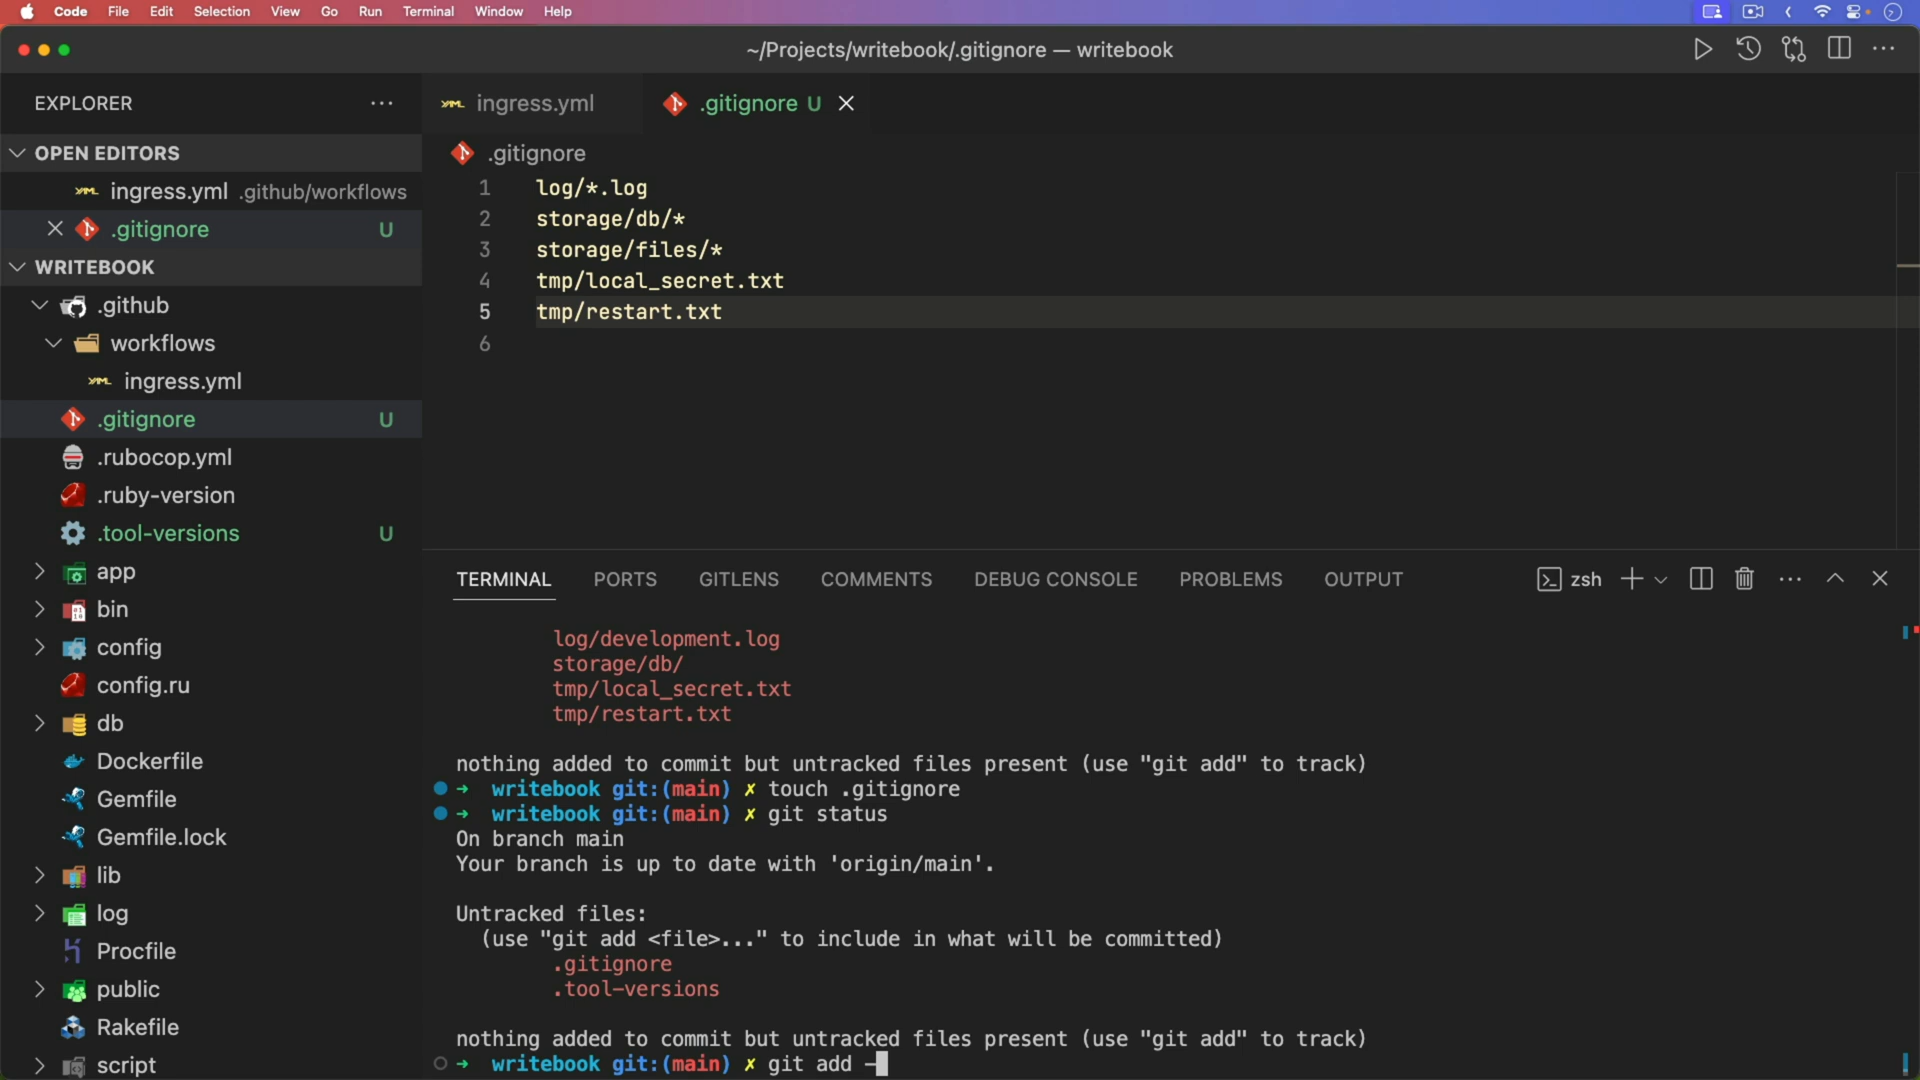 Code File Edit Selection View Go Run Terminal Window Help
~/Projects/writebook/.gitignore — writebook
EXPLORER
OPEN EDITORS
ingress.yml .github/workflows
.gitignore U
WRITEBOOK
.github
workflows
ingress.yml
.gitignore U
.rubocop.yml
.ruby-version
.tool-versions U
app
bin
config
config.ru
db
Dockerfile
Gemfile
Gemfile.lock
lib
log
Procfile
public
Rakefile
script
ingress.yml
.gitignore U
.gitignore
1 log/*.log
2 storage/db/*
3 storage/files/*
4 tmp/local_secret.txt
5 tmp/restart.txt
6
TERMINAL PORTS GITLENS COMMENTS DEBUG CONSOLE PROBLEMS OUTPUT
zsh
log/development.log
storage/db/
tmp/local_secret.txt
tmp/restart.txt
nothing added to commit but untracked files present (use "git add" to track)
➜ writebook git:(main) ✗ touch .gitignore
➜ writebook git:(main) ✗ git status
On branch main
Your branch is up to date with 'origin/main'.
Untracked files:
(use "git add <file>..." to include in what will be committed)
.gitignore
.tool-versions
nothing added to commit but untracked files present (use "git add" to track)
➜ writebook git:(main) ✗ git add -